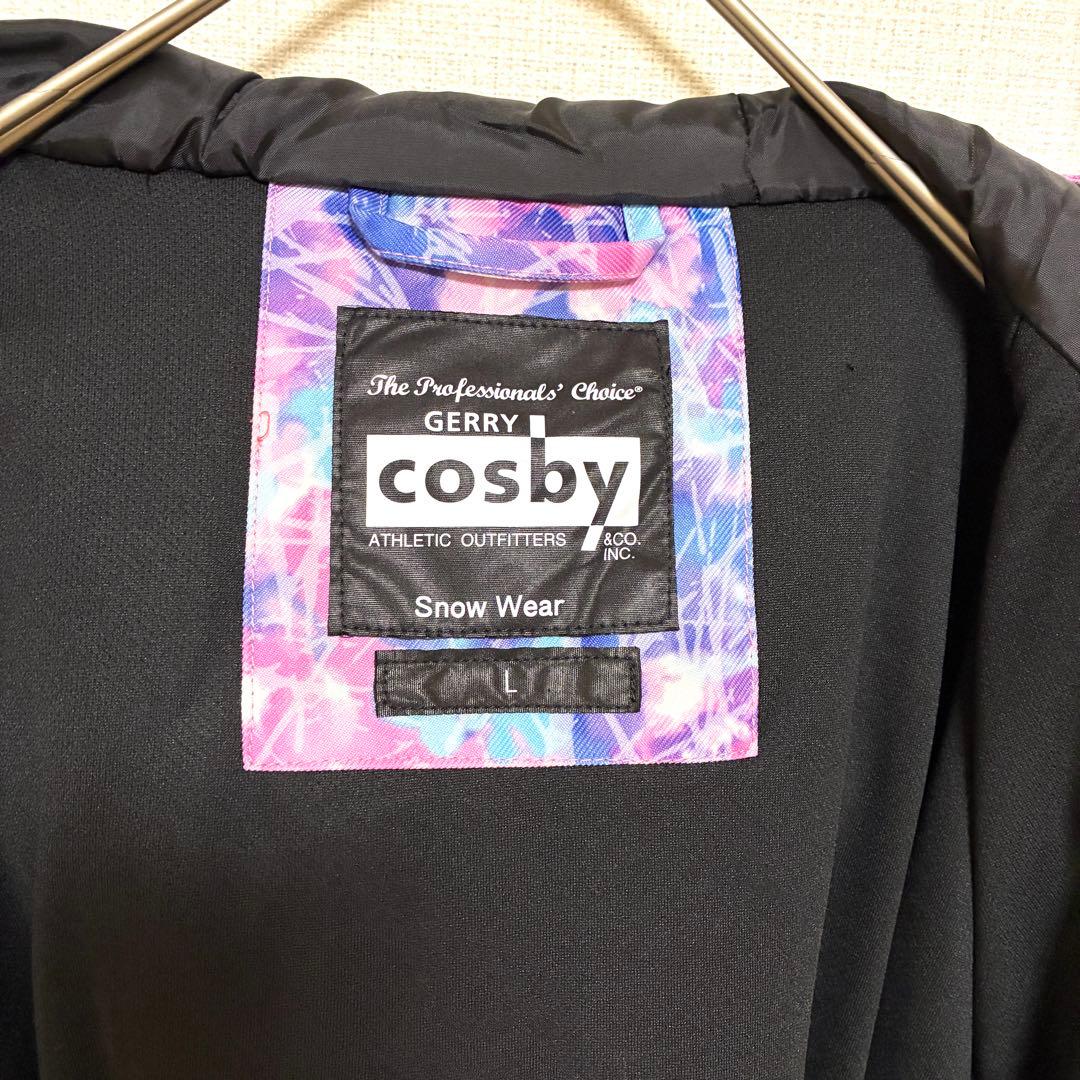 The Professionals' Choice®
GERRY
cosby
ATHLETIC OUTFITTERS &CO. INC.
Snow Wear
L